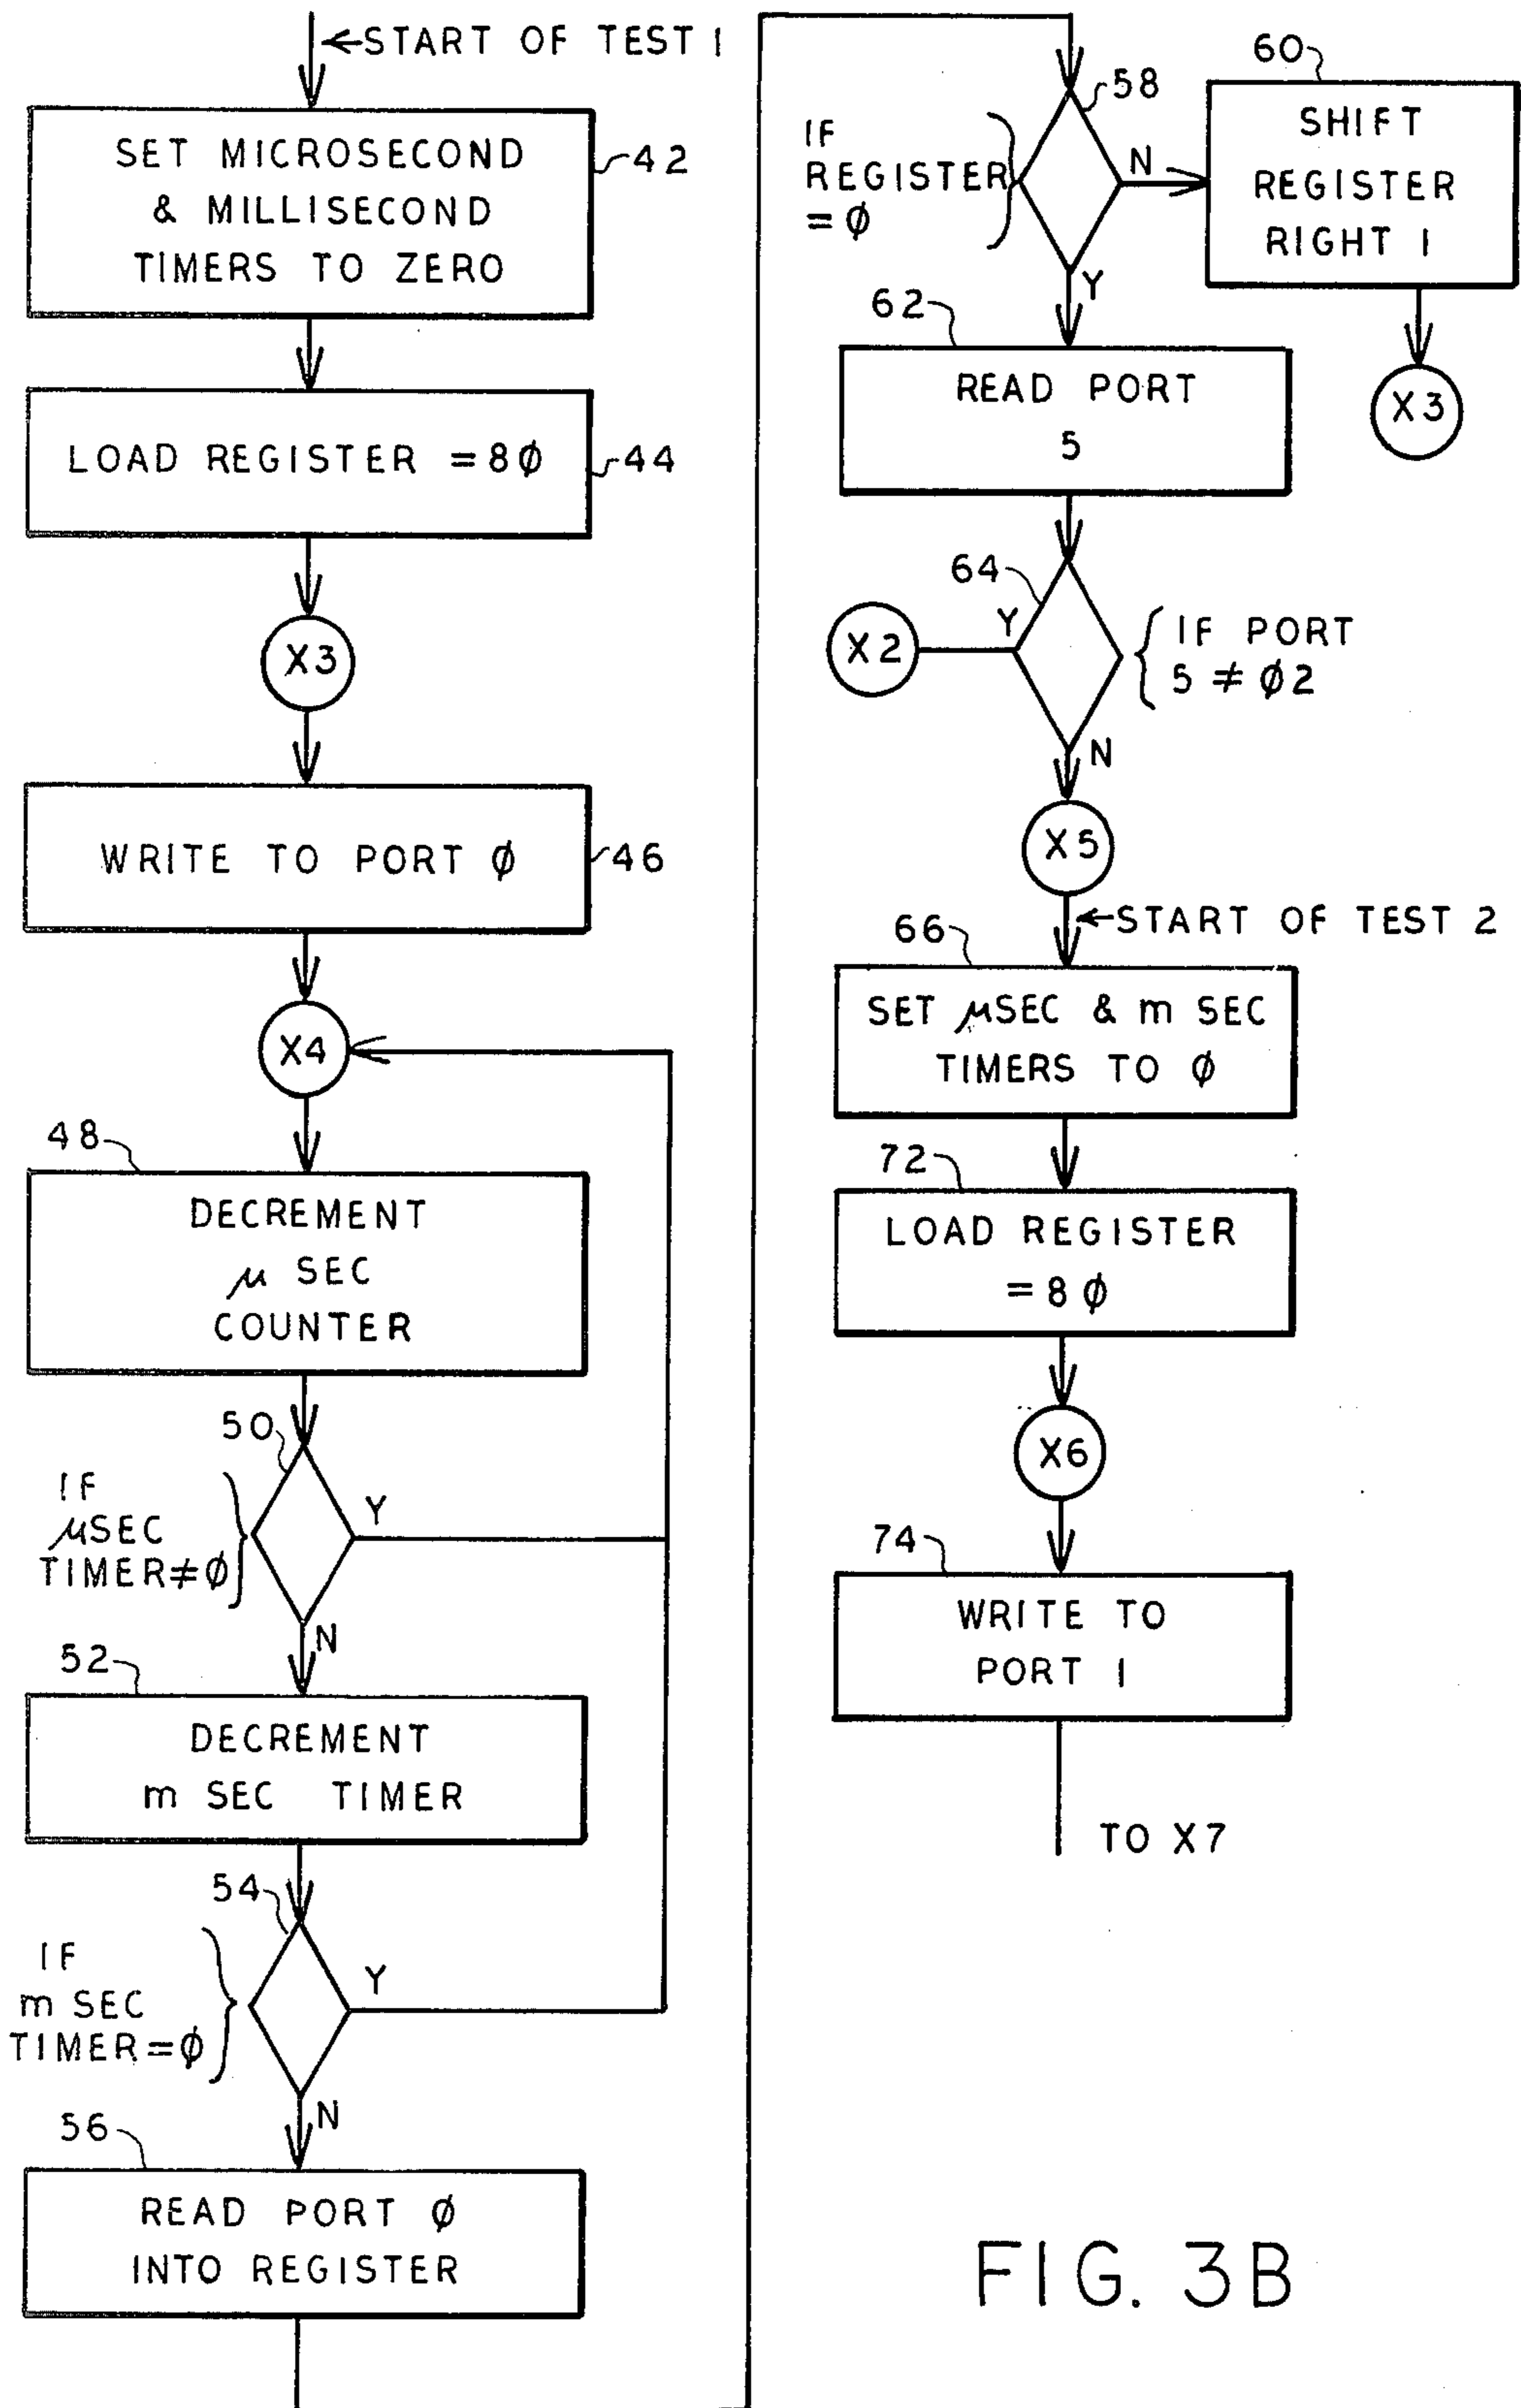 ←START OF TEST 1
SET MICROSECOND
& MILLISECOND
TIMERS TO ZERO
42
LOAD REGISTER =8ϕ
44
X3
WRITE TO PORT ϕ
46
X4
48
DECREMENT
μ SEC
COUNTER
50
IF
μSEC
TIMER≠ϕ
Y
N
52
DECREMENT
m SEC TIMER
54
IF
m SEC
TIMER=ϕ
Y
N
56
READ PORT ϕ
INTO REGISTER
58
IF
REGISTER
=ϕ
N
Y
60
SHIFT
REGISTER
RIGHT 1
X3
62
READ PORT
5
64
X2
Y
IF PORT
5 ≠ ϕ2
N
X5
←START OF TEST 2
66
SET μSEC & m SEC
TIMERS TO ϕ
72
LOAD REGISTER
=8ϕ
X6
74
WRITE TO
PORT 1
TO X7
FIG. 3B